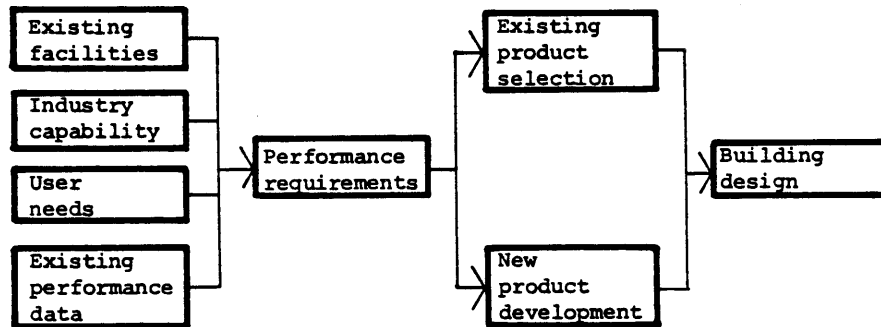 Existing
facilities
Industry
capability
User
needs
Existing
performance
data
Performance
requirements
Existing
product
selection
New
product
development
Building
design